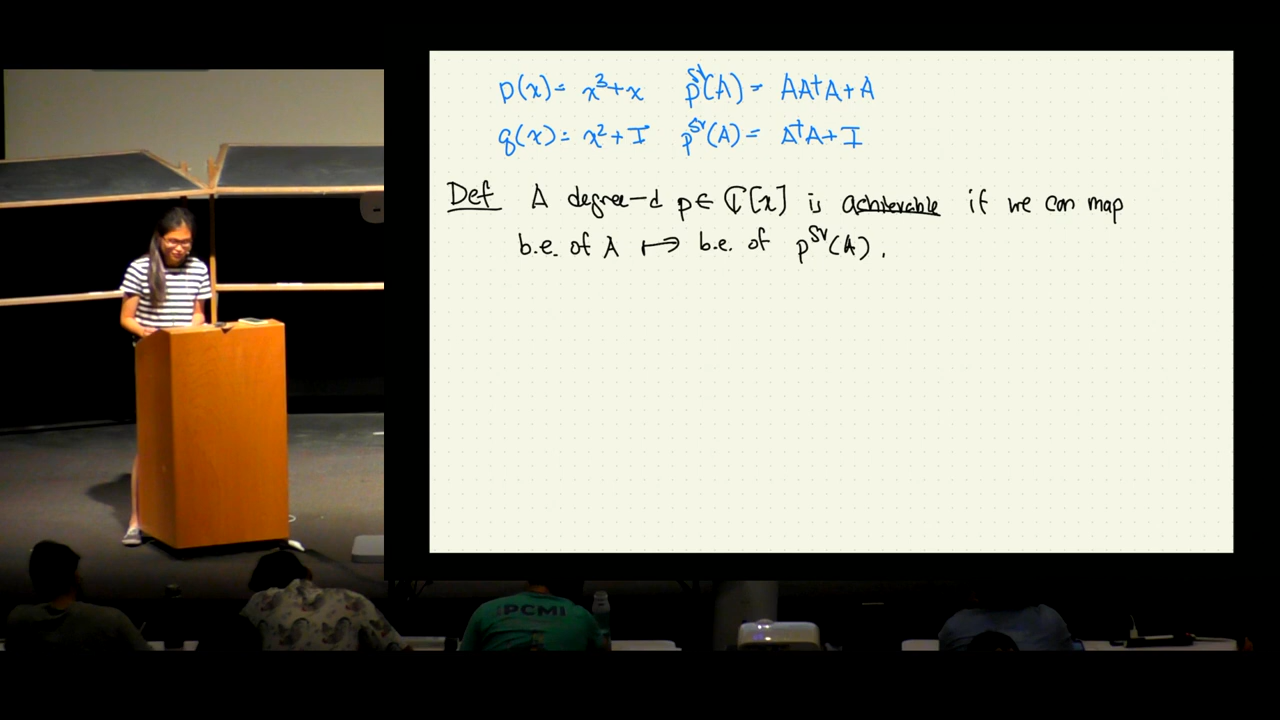 p(x) = x³+x   p^SV(A) = AA†A+A
q(x) = x²+I   p^SV(A) = A†A+I
Def   A degree-d p∈ ℂ[x] is achievable if we can map
b.e. of A ↦ b.e. of p^SV(A).
PCMI